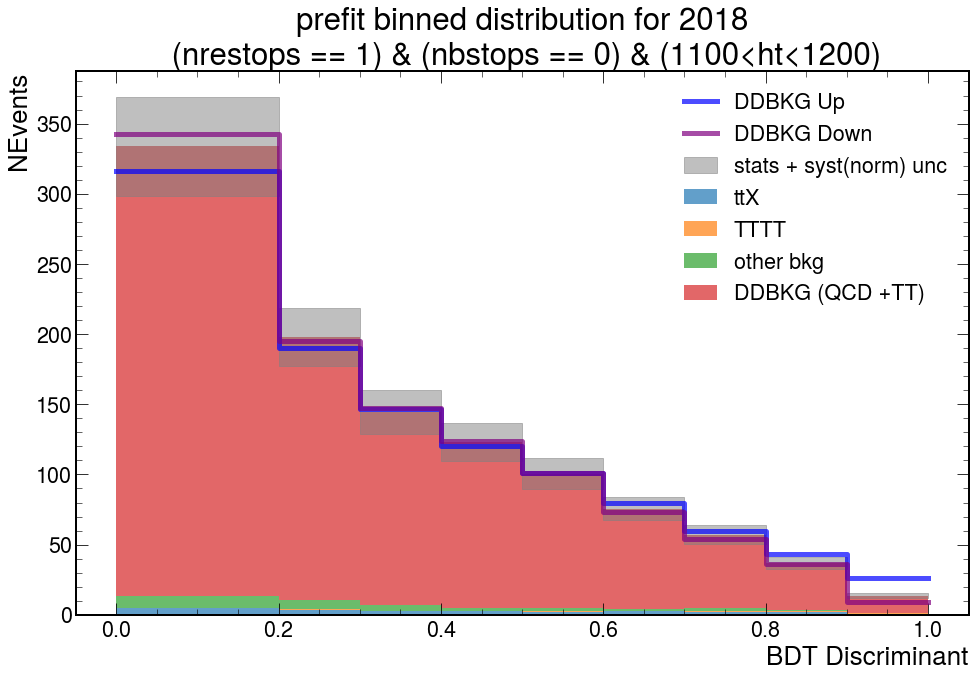 prefit binned distribution for 2018
(nrestops == 1) & (nbstops == 0) & (1100<ht<1200)
NEvents
350
300
250
200
150
100
50
0
DDBKG Up
DDBKG Down
stats + syst(norm) unc
ttX
TTTT
other bkg
DDBKG (QCD +TT)
0.0 0.2 0.4 0.6 0.8 1.0
BDT Discriminant